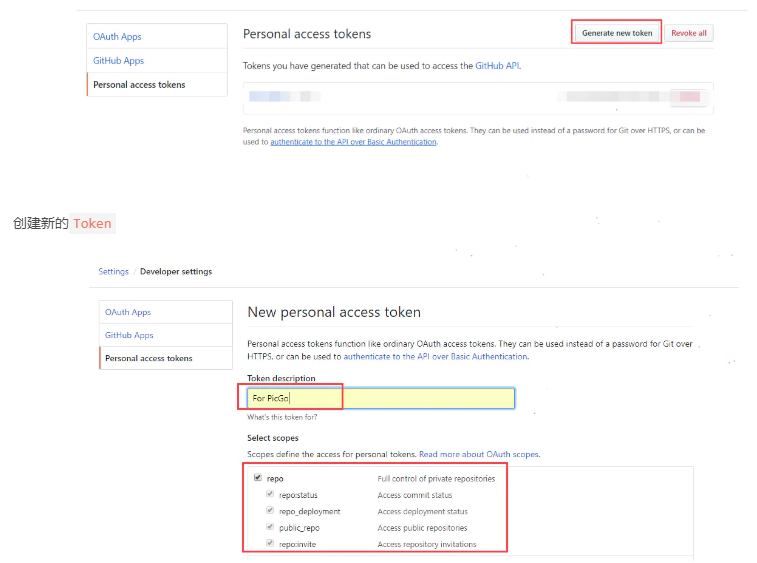 OAuth Apps
GitHub Apps
Personal access tokens
Personal access tokens
Generate new token
Revoke all
Tokens you have generated that can be used to access the GitHub API.
Personal access tokens function like ordinary OAuth access tokens. They can be used instead of a password for Git over HTTPS, or can be
used to authenticate to the API over Basic Authentication.
创建新的 Token
Settings / Developer settings
OAuth Apps
GitHub Apps
Personal access tokens
New personal access token
Personal access tokens function like ordinary OAuth access tokens. They can be used instead of a password for Git over
HTTPS, or can be used to authenticate to the API over Basic Authentication.
Token description
For PicGo
What's this token for?
Select scopes
Scopes define the access for personal tokens. Read more about OAuth scopes.
repo Full control of private repositories
repo:status Access commit status
repo_deployment Access deployment status
public_repo Access public repositories
repo:invite Access repository invitations